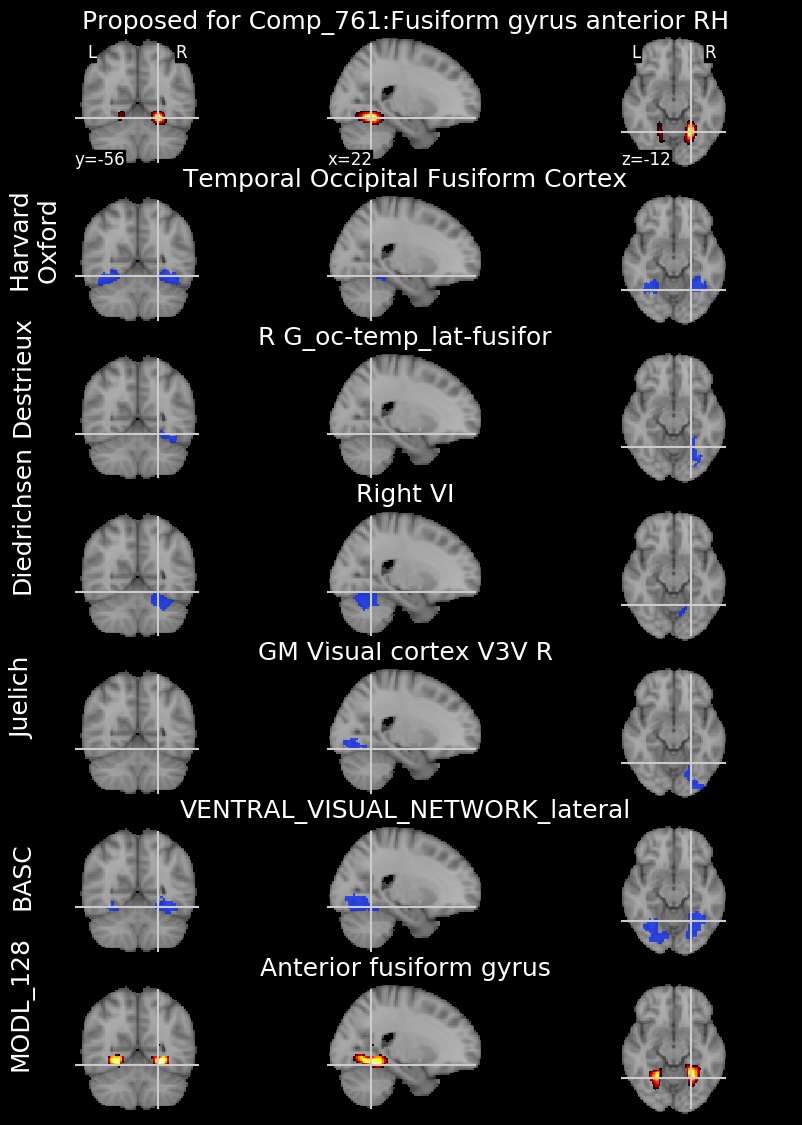 Proposed for Comp_761:Fusiform gyrus anterior RH
L R
L R
y=-56
x=22
z=-12
Temporal Occipital Fusiform Cortex
Harvard
Oxford
R G_oc-temp_lat-fusifor
Destrieux
Right VI
Diedrichsen
GM Visual cortex V3V R
Juelich
VENTRAL_VISUAL_NETWORK_lateral
BASC
Anterior fusiform gyrus
MODL_128